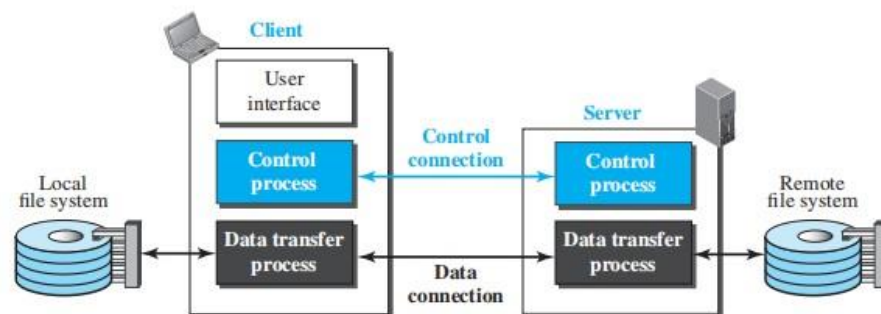 Client
User
interface
Server
Control
connection
Control
process
Control
process
Local
file system
Remote
file system
Data transfer
process
Data transfer
process
Data
connection